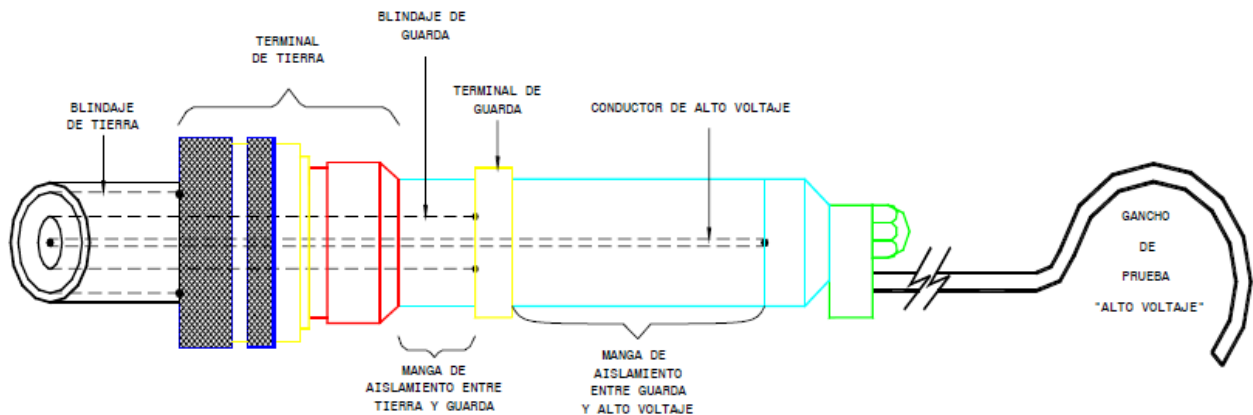 BLINDAJE DE
GUARDA
TERMINAL
DE TIERRA
BLINDAJE
DE TIERRA
TERMINAL DE
GUARDA
CONDUCTOR DE ALTO VOLTAJE
GANCHO
DE
PRUEBA
"ALTO VOLTAJE"
MANGA DE
AISLAMIENTO ENTRE
TIERRA Y GUARDA
MANGA DE
AISLAMIENTO
ENTRE GUARDA
Y ALTO VOLTAJE